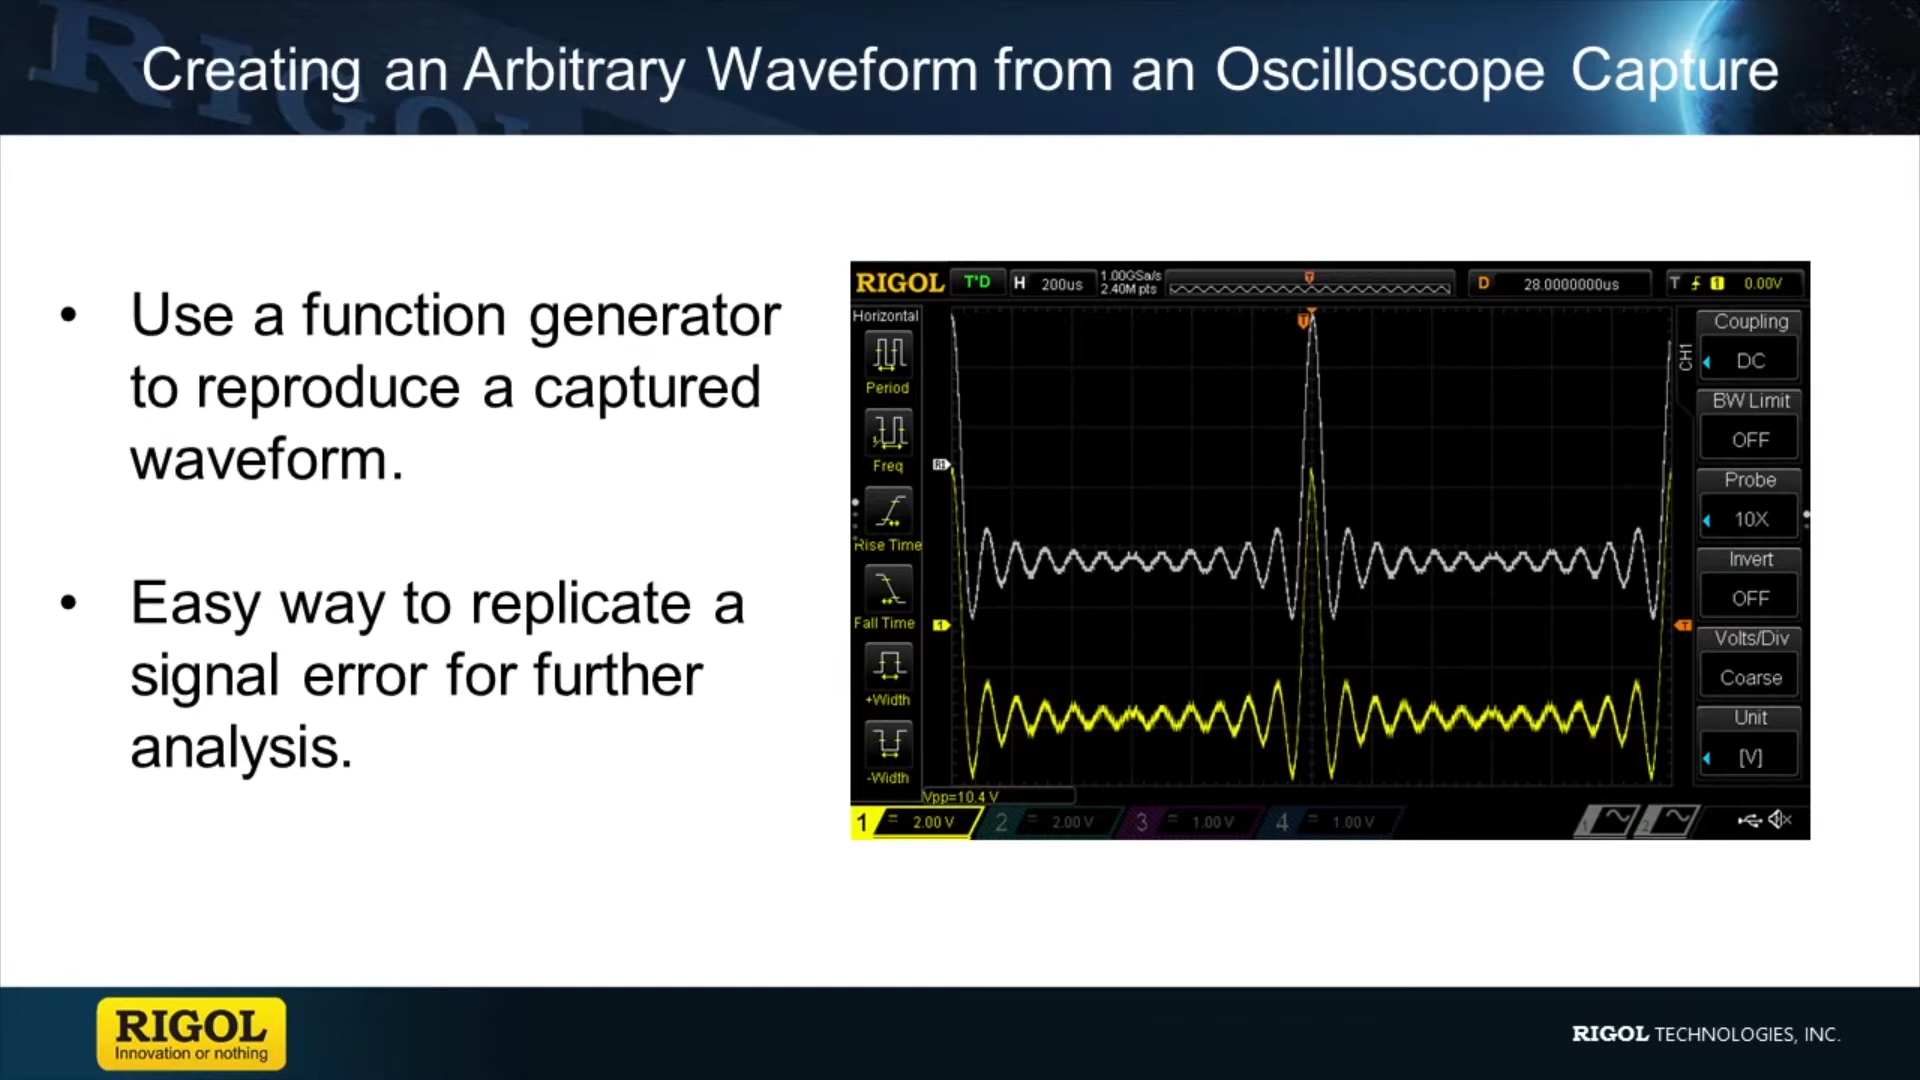 Creating an Arbitrary Waveform from an Oscilloscope Capture
• Use a function generator
to reproduce a captured
waveform.
• Easy way to replicate a
signal error for further
analysis.
RIGOL T'D H 200us 1.00GSa/s
2.40M pts
D 28.0000000us T 1 0.00V
Horizontal
Period
Freq
Rise Time
Fall Time
+Width
-Width
CH1
Coupling
DC
BW Limit
OFF
Probe
10X
Invert
OFF
Volts/Div
Coarse
Unit
[V]
T
1
T
Vpp=10.4 V
1 = 2.00 V 2 = 2.00 V 3 = 1.00 V 4 = 1.00 V 1 2
RIGOL
Innovation or nothing
RIGOL TECHNOLOGIES, INC.